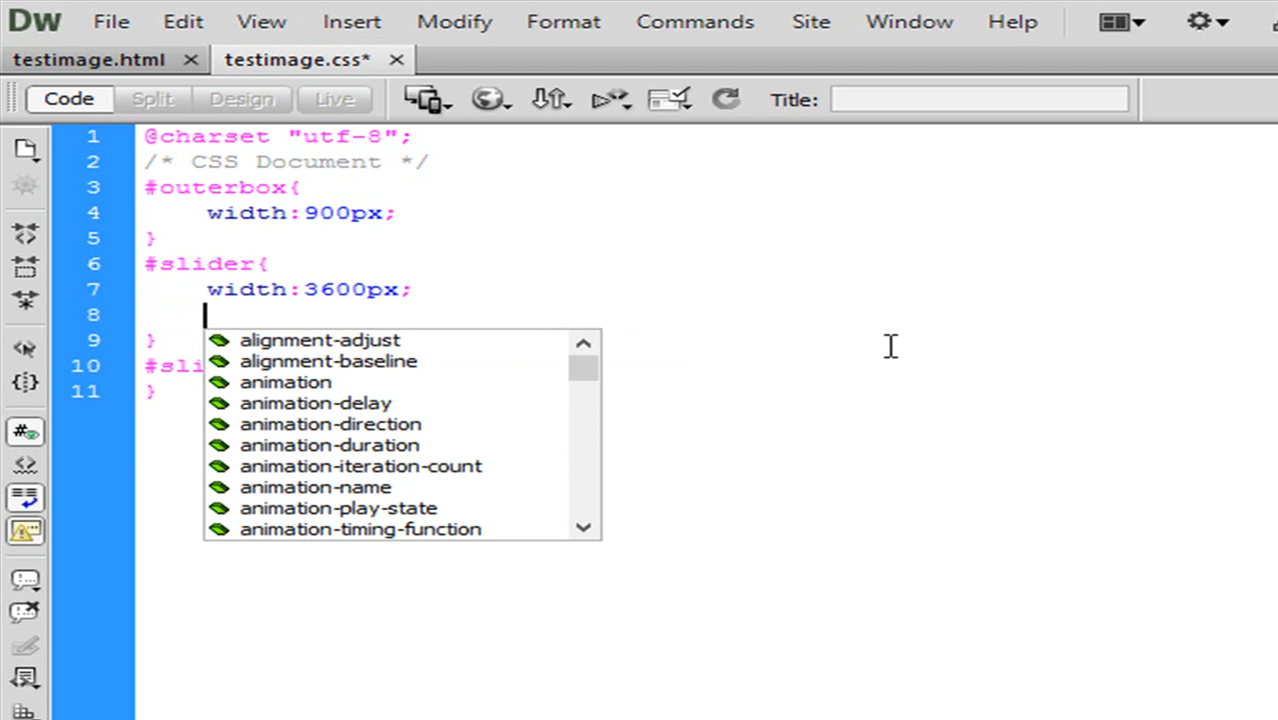 Dw File Edit View Insert Modify Format Commands Site Window Help
testimage.html × testimage.css* ×
Code Split Design Live Title:
1 @charset "utf-8";
2 /* CSS Document */
3 #outerbox{
4 width:900px;
5 }
6 #slider{
7 width:3600px;
8
9 }
10 #sli
11 }
alignment-adjust
alignment-baseline
animation
animation-delay
animation-direction
animation-duration
animation-iteration-count
animation-name
animation-play-state
animation-timing-function